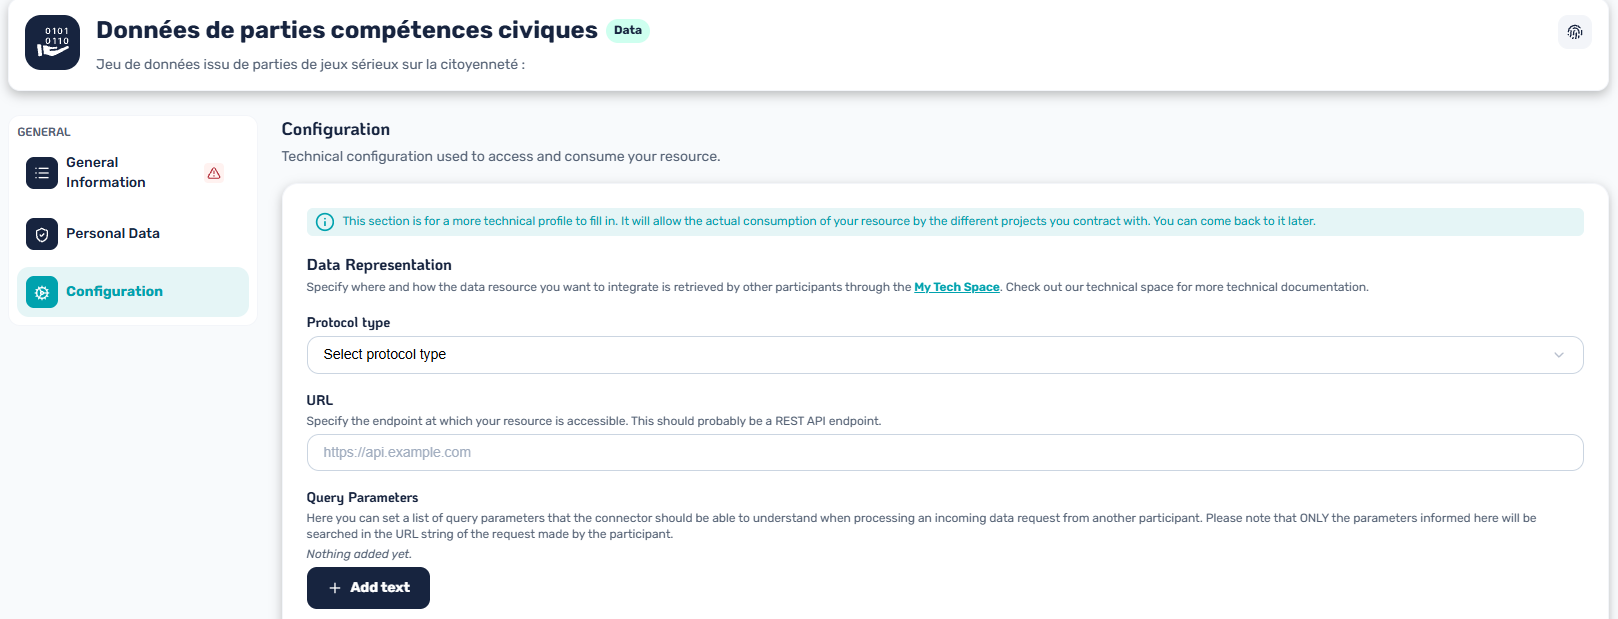 0101
0110
Données de parties compétences civiques
Data
Jeu de données issu de parties de jeux sérieux sur la citoyenneté :
GENERAL
General
Information
Personal Data
Configuration
Configuration
Technical configuration used to access and consume your resource.
This section is for a more technical profile to fill in. It will allow the actual consumption of your resource by the different projects you contract with. You can come back to it later.
Data Representation
Specify where and how the data resource you want to integrate is retrieved by other participants through the My Tech Space. Check out our technical space for more technical documentation.
Protocol type
Select protocol type
URL
Specify the endpoint at which your resource is accessible. This should probably be a REST API endpoint.
https://api.example.com
Query Parameters
Here you can set a list of query parameters that the connector should be able to understand when processing an incoming data request from another participant. Please note that ONLY the parameters informed here will be
searched in the URL string of the request made by the participant.
Nothing added yet.
+ Add text